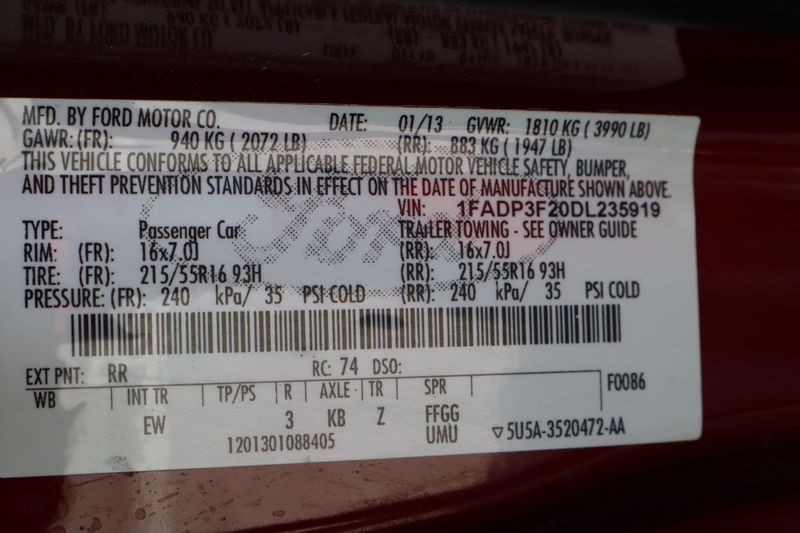 MFD. BY FORD MOTOR CO. DATE: 01/13 GVWR: 1810 KG ( 3990 LB)
GAWR: (FR): 940 KG ( 2072 LB) (RR): 883 KG ( 1947 LB)
THIS VEHICLE CONFORMS TO ALL APPLICABLE FEDERAL MOTOR VEHICLE SAFETY, BUMPER,
AND THEFT PREVENTION STANDARDS IN EFFECT ON THE DATE OF MANUFACTURE SHOWN ABOVE.
VIN: 1FADP3F20DL235919
TYPE: Passenger Car TRAILER TOWING - SEE OWNER GUIDE
RIM: (FR): 16x7.0J (RR): 16x7.0J
TIRE: (FR): 215/55R16 93H (RR): 215/55R16 93H
PRESSURE: (FR): 240 kPa/ 35 PSI COLD (RR): 240 kPa/ 35 PSI COLD
Ford
EXT PNT: RR RC: 74 DSO:
WB INT TR TP/PS R AXLE TR SPR F0086
EW 3 KB Z FFGG
UMU
1201301088405 ▽5U5A-3520472-AA